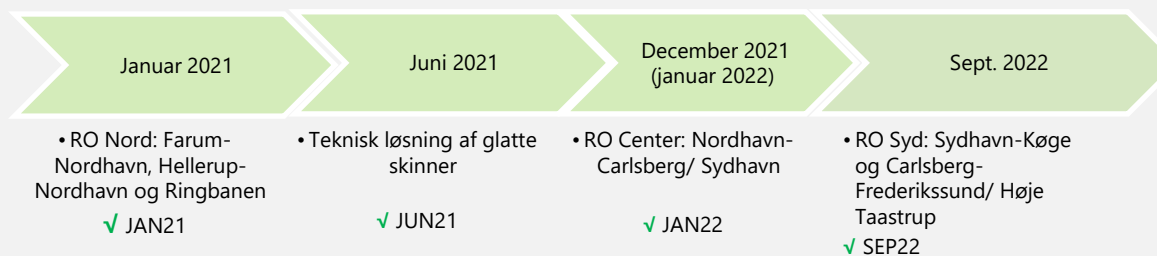 Januar 2021
Juni 2021
December 2021
(januar 2022)
Sept. 2022
• RO Nord: Farum-
Nordhavn, Hellerup-
Nordhavn og Ringbanen
√ JAN21
• Teknisk løsning af glatte
skinner
√ JUN21
• RO Center: Nordhavn-
Carlsberg/ Sydhavn
√ JAN22
• RO Syd: Sydhavn-Køge
og Carlsberg-
Frederikssund/ Høje
Taastrup
√ SEP22